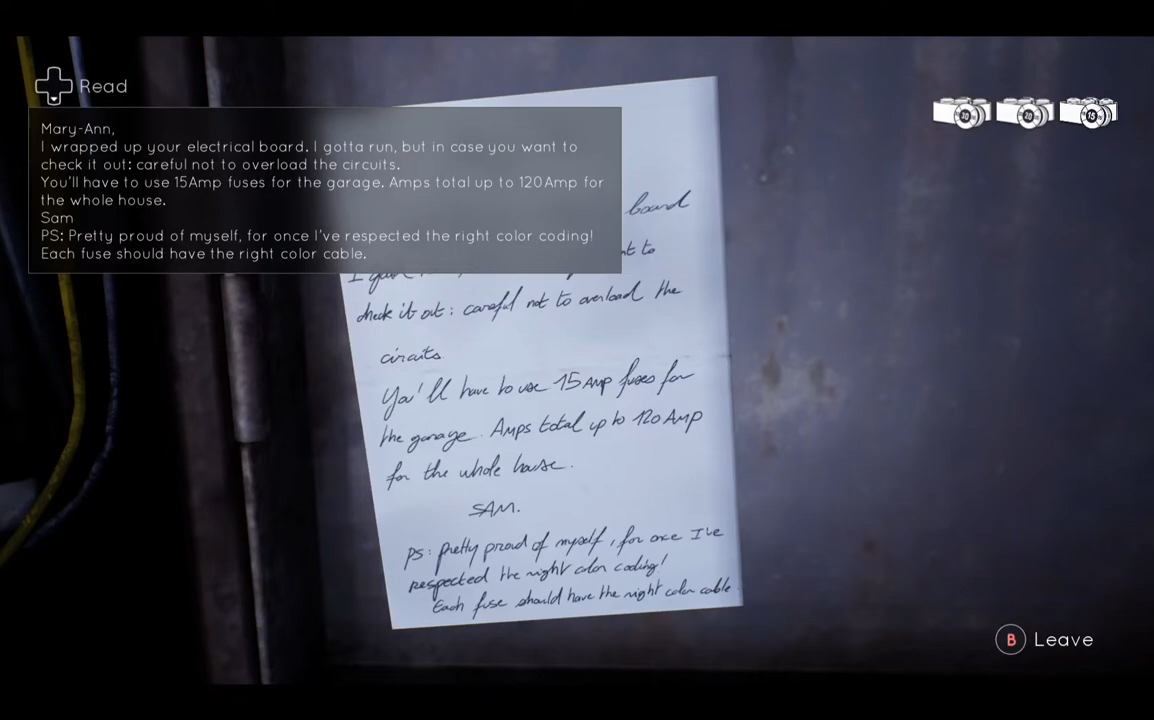 Read
Mary-Ann,
I wrapped up your electrical board. I gotta run, but in case you want to
check it out: careful not to overload the circuits.
You'll have to use 15Amp fuses for the garage. Amps total up to 120Amp for
the whole house.
Sam
PS: Pretty proud of myself, for once I've respected the right color coding!
Each fuse should have the right color cable.
30
20
15
board
to
check it out: careful not to overload the
circuits.
You'll have to use 15AMP fuses for
the garage. AMPs total up to 120AMP
for the whole house.
SAM.
PS: pretty proud of myself, for once I've
respected the right color coding!
Each fuse should have the right color cable.
B Leave